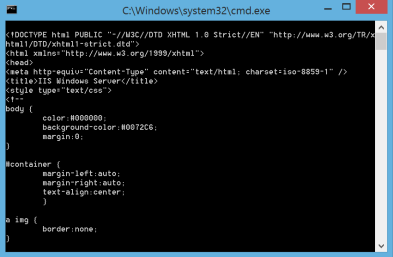 C:\Windows\system32\cmd.exe
<!DOCTYPE html PUBLIC "-//W3C//DTD XHTML 1.0 Strict//EN" "http://www.w3.org/TR/x
html1/DTD/xhtml1-strict.dtd">
<html xmlns="http://www.w3.org/1999/xhtml">
<head>
<meta http-equiv="Content-Type" content="text/html; charset=iso-8859-1" />
<title>IIS Windows Server</title>
<style type="text/css">
<!--
body {
        color:#000000;
        background-color:#0072C6;
        margin:0;
}

#container {
        margin-left:auto;
        margin-right:auto;
        text-align:center;
        }

a img {
        border:none;
}